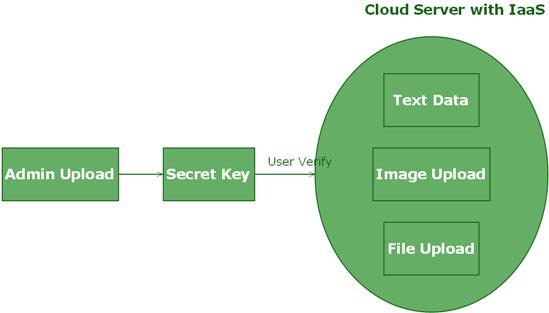 Cloud Server with IaaS
Text Data
User Verify
Admin Upload
Secret Key
Image Upload
File Upload